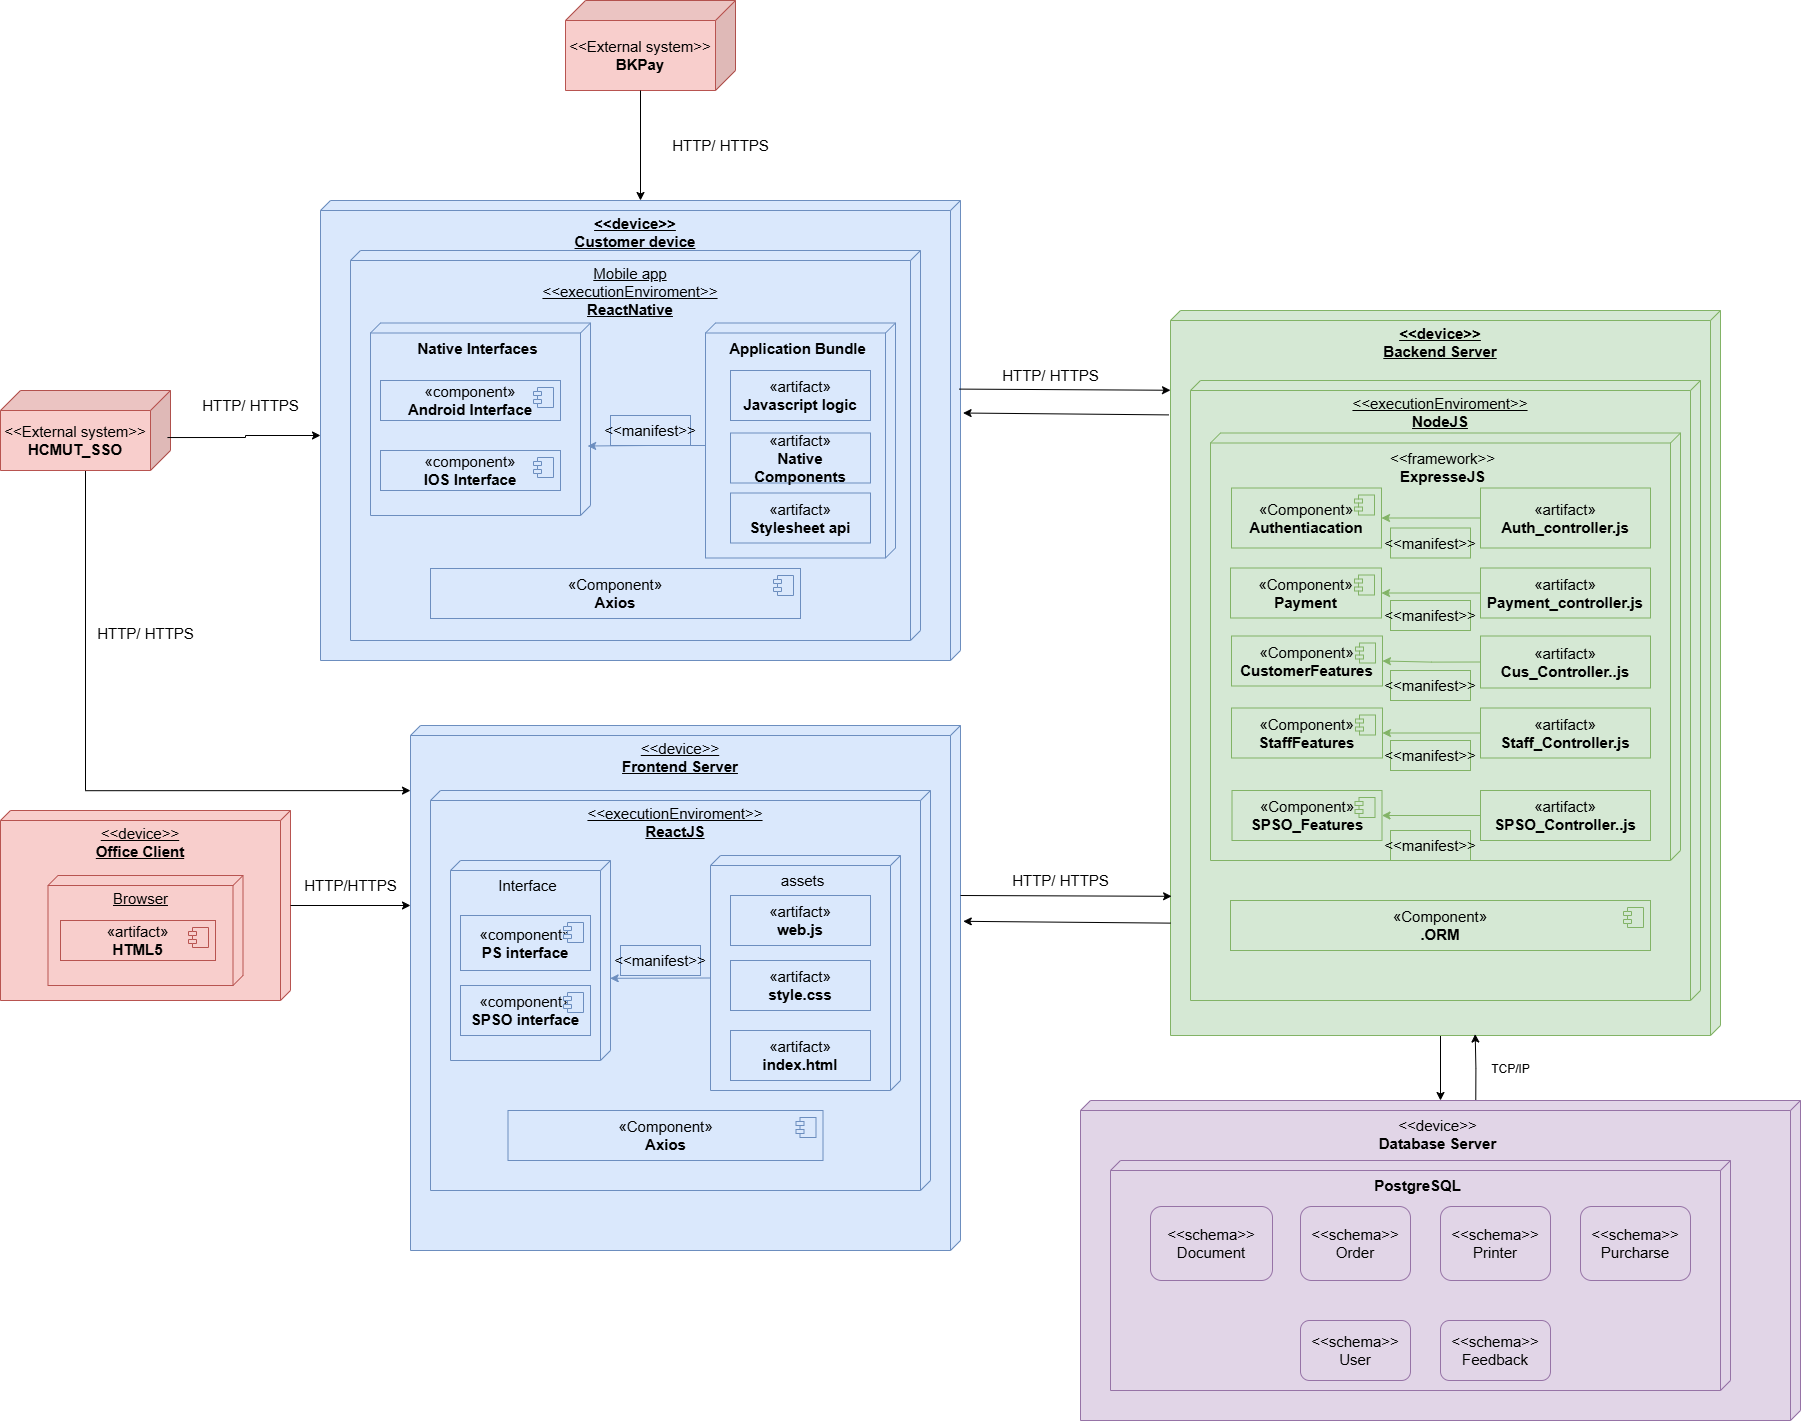 <<External system>>
BKPay
HTTP/ HTTPS
<<device>>
Customer device
Mobile app
<<executionEnviroment>>
ReactNative
Native Interfaces
«component»
Android Interface
«component»
IOS Interface
<<manifest>>
Application Bundle
«artifact»
Javascript logic
«artifact»
Native
Components
«artifact»
Stylesheet api
«Component»
Axios
<<External system>>
HCMUT_SSO
HTTP/ HTTPS
HTTP/ HTTPS
HTTP/ HTTPS
<<device>>
Backend Server
<<executionEnviroment>>
NodeJS
<<framework>>
ExpresseJS
«Component»
Authentiacation
<<manifest>>
«artifact»
Auth_controller.js
«Component»
Payment
<<manifest>>
«artifact»
Payment_controller.js
«Component»
CustomerFeatures
<<manifest>>
«artifact»
Cus_Controller..js
«Component»
StaffFeatures
<<manifest>>
«artifact»
Staff_Controller.js
«Component»
SPSO_Features
<<manifest>>
«artifact»
SPSO_Controller..js
«Component»
.ORM
<<device>>
Office Client
Browser
«artifact»
HTML5
HTTP/HTTPS
<<device>>
Frontend Server
<<executionEnviroment>>
ReactJS
Interface
«component»
PS interface
«component»
SPSO interface
<<manifest>>
assets
«artifact»
web.js
«artifact»
style.css
«artifact»
index.html
«Component»
Axios
HTTP/ HTTPS
TCP/IP
<<device>>
Database Server
PostgreSQL
<<schema>>
Document
<<schema>>
Order
<<schema>>
Printer
<<schema>>
Purcharse
<<schema>>
User
<<schema>>
Feedback